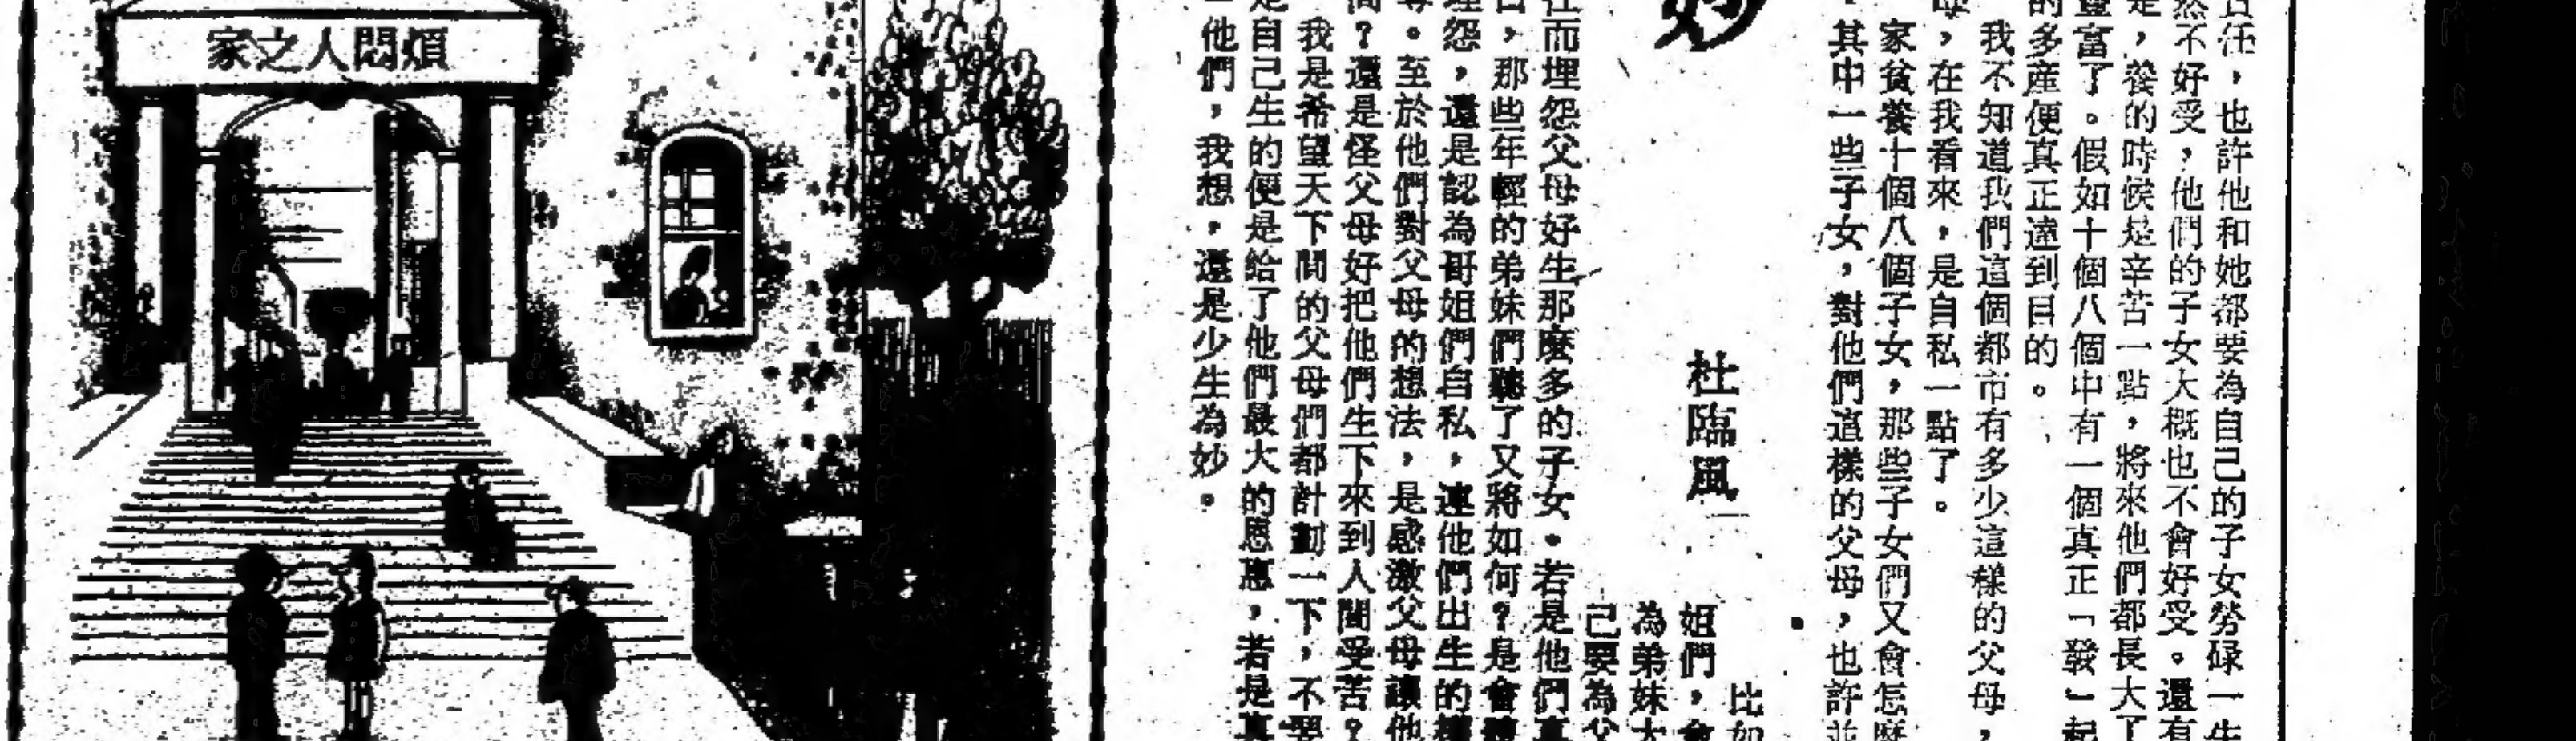 責任，也許他和她都要為自己的子女勞碌一生
然不好受，他們的子女大概也不會好受。還有
是，養的時候是辛苦一點，將來他們都長大了
豐富了。假如十個八個中有一個真正「發」起
的多產便真正達到目的。
我不知道我們這個都市有多少這樣的父母，
母，在我看來，是自私一點了。
家貧養十個八個子女，那些子女們又會怎麼
其中一些子女，對他們這樣的父母，也許並
妙
杜臨風
比如
姐們，會
為弟妹大
己要為父
往而埋怨父母好生那麼多的子女。若是他們真
白，那些年輕的弟妹們聽了又將如何？是會體
埋怨，還是認為哥姐們自私，連他們出生的權
等。至於他們對父母的想法，是感激父母讓他
間？還是怪父母好把他們生下來到人間受苦？
我是希望天下間的父母們都計劃一下，不要
是自己生的便是給了他們最大的恩惠，若是真
他們，我想，還是少生為妙。
家之人悶煩